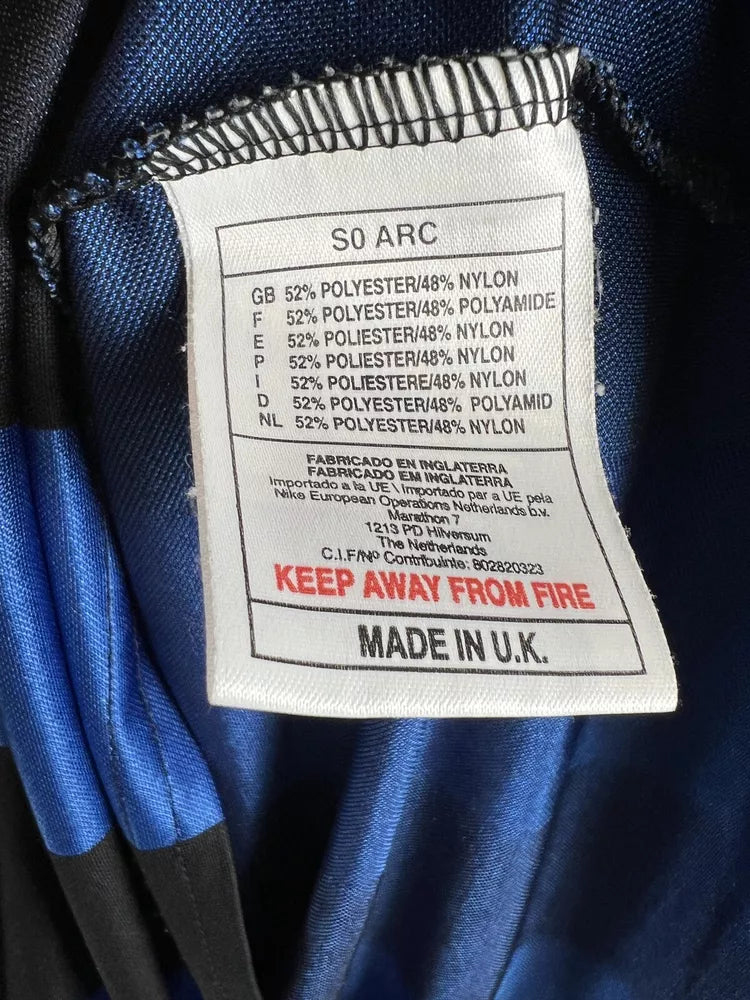 S0 ARC
GB 52% POLYESTER/48% NYLON
F 52% POLYESTER/48% POLYAMIDE
E 52% POLIESTER/48% NYLON
P 52% POLIESTER/48% NYLON
I 52% POLIESTERE/48% NYLON
D 52% POLYESTER/48% POLYAMID
NL 52% POLYESTER/48% NYLON
FABRICADO EN INGLATERRA
FABRICADO EM INGLATERRA
Importado a la UE \ Importado par a UE pela
Nike European Operations Netherlands b.v.
Marathon 7
1213 PD Hilversum
The Netherlands
C.I.F/Nº Contribuinte: 802820323
KEEP AWAY FROM FIRE
MADE IN U.K.